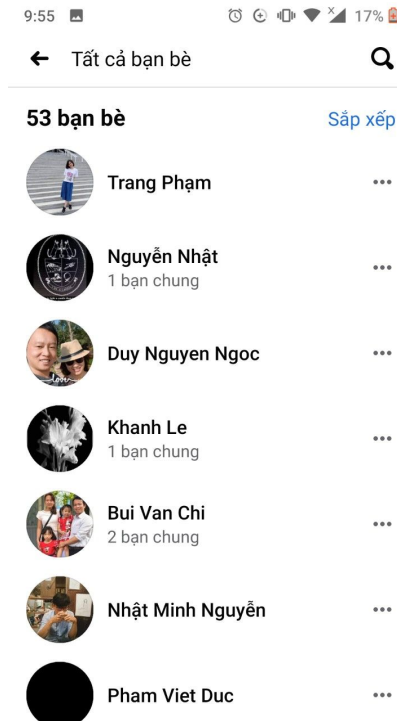 9:55
17%
Tất cả bạn bè
53 bạn bè
Sắp xếp
Trang Phạm
Nguyễn Nhật
1 bạn chung
Duy Nguyen Ngoc
love
Khanh Le
1 bạn chung
Bui Van Chi
2 bạn chung
Nhật Minh Nguyễn
Pham Viet Duc